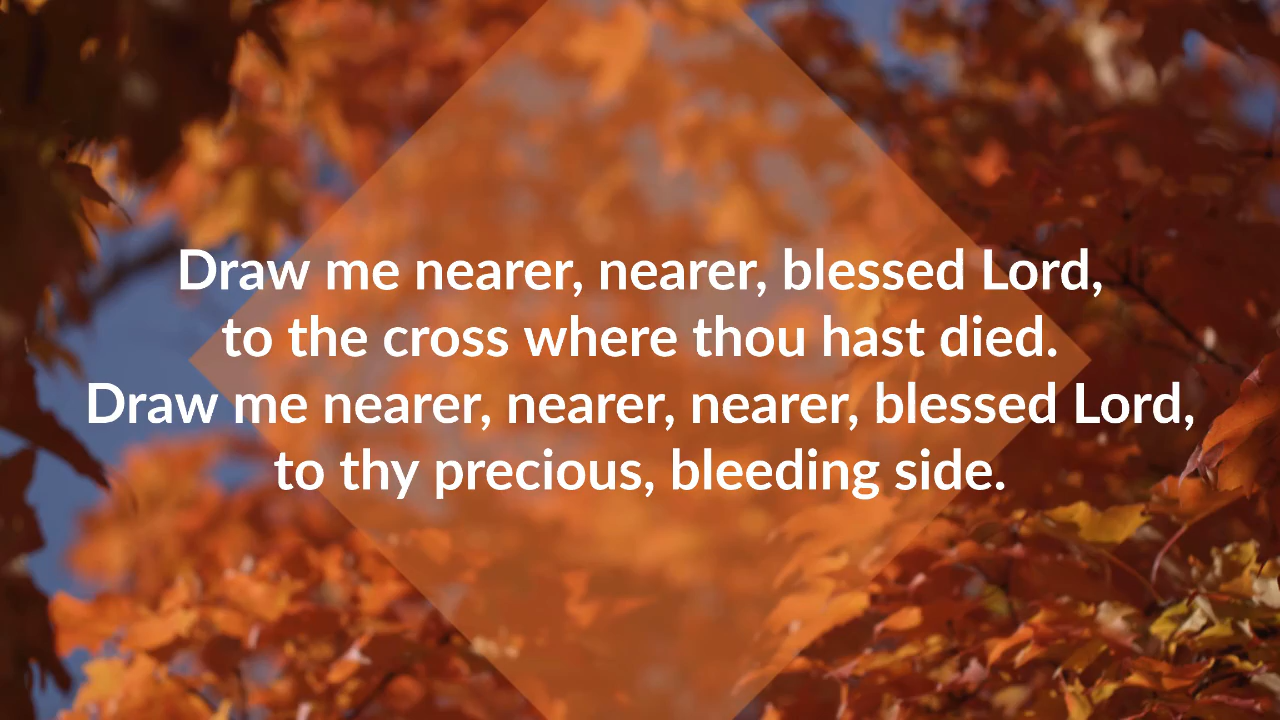 Draw me nearer, nearer, blessed Lord,
to the cross where thou hast died.
Draw me nearer, nearer, nearer, blessed Lord,
to thy precious, bleeding side.